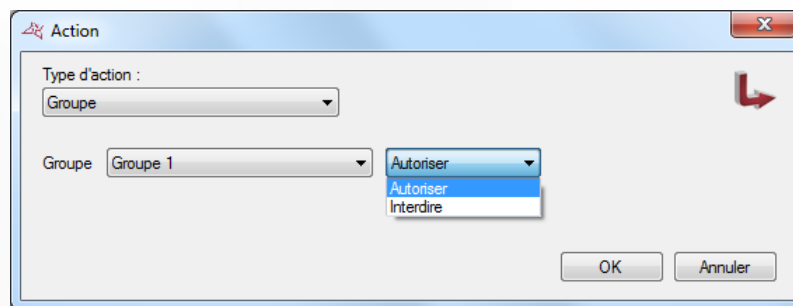 Action
Type d'action :
Groupe
Groupe Groupe 1 Autoriser
Autoriser
Interdire
OK Annuler